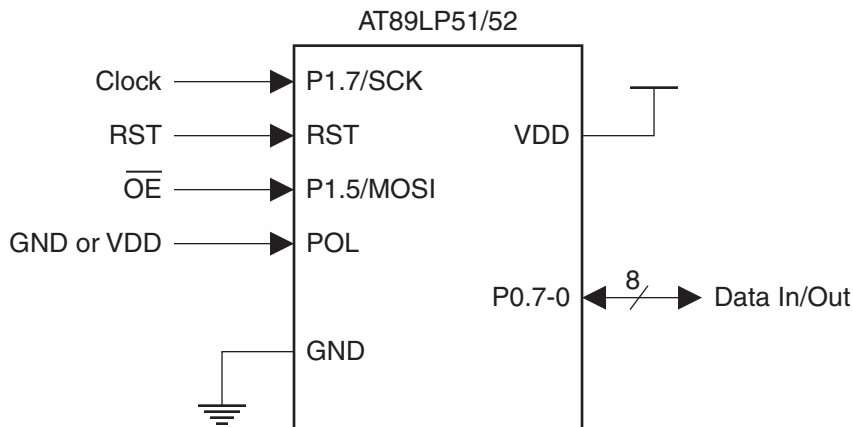 AT89LP51/52
Clock P1.7/SCK
RST RST VDD
OE P1.5/MOSI
GND or VDD POL
P0.7-0 8 Data In/Out
GND